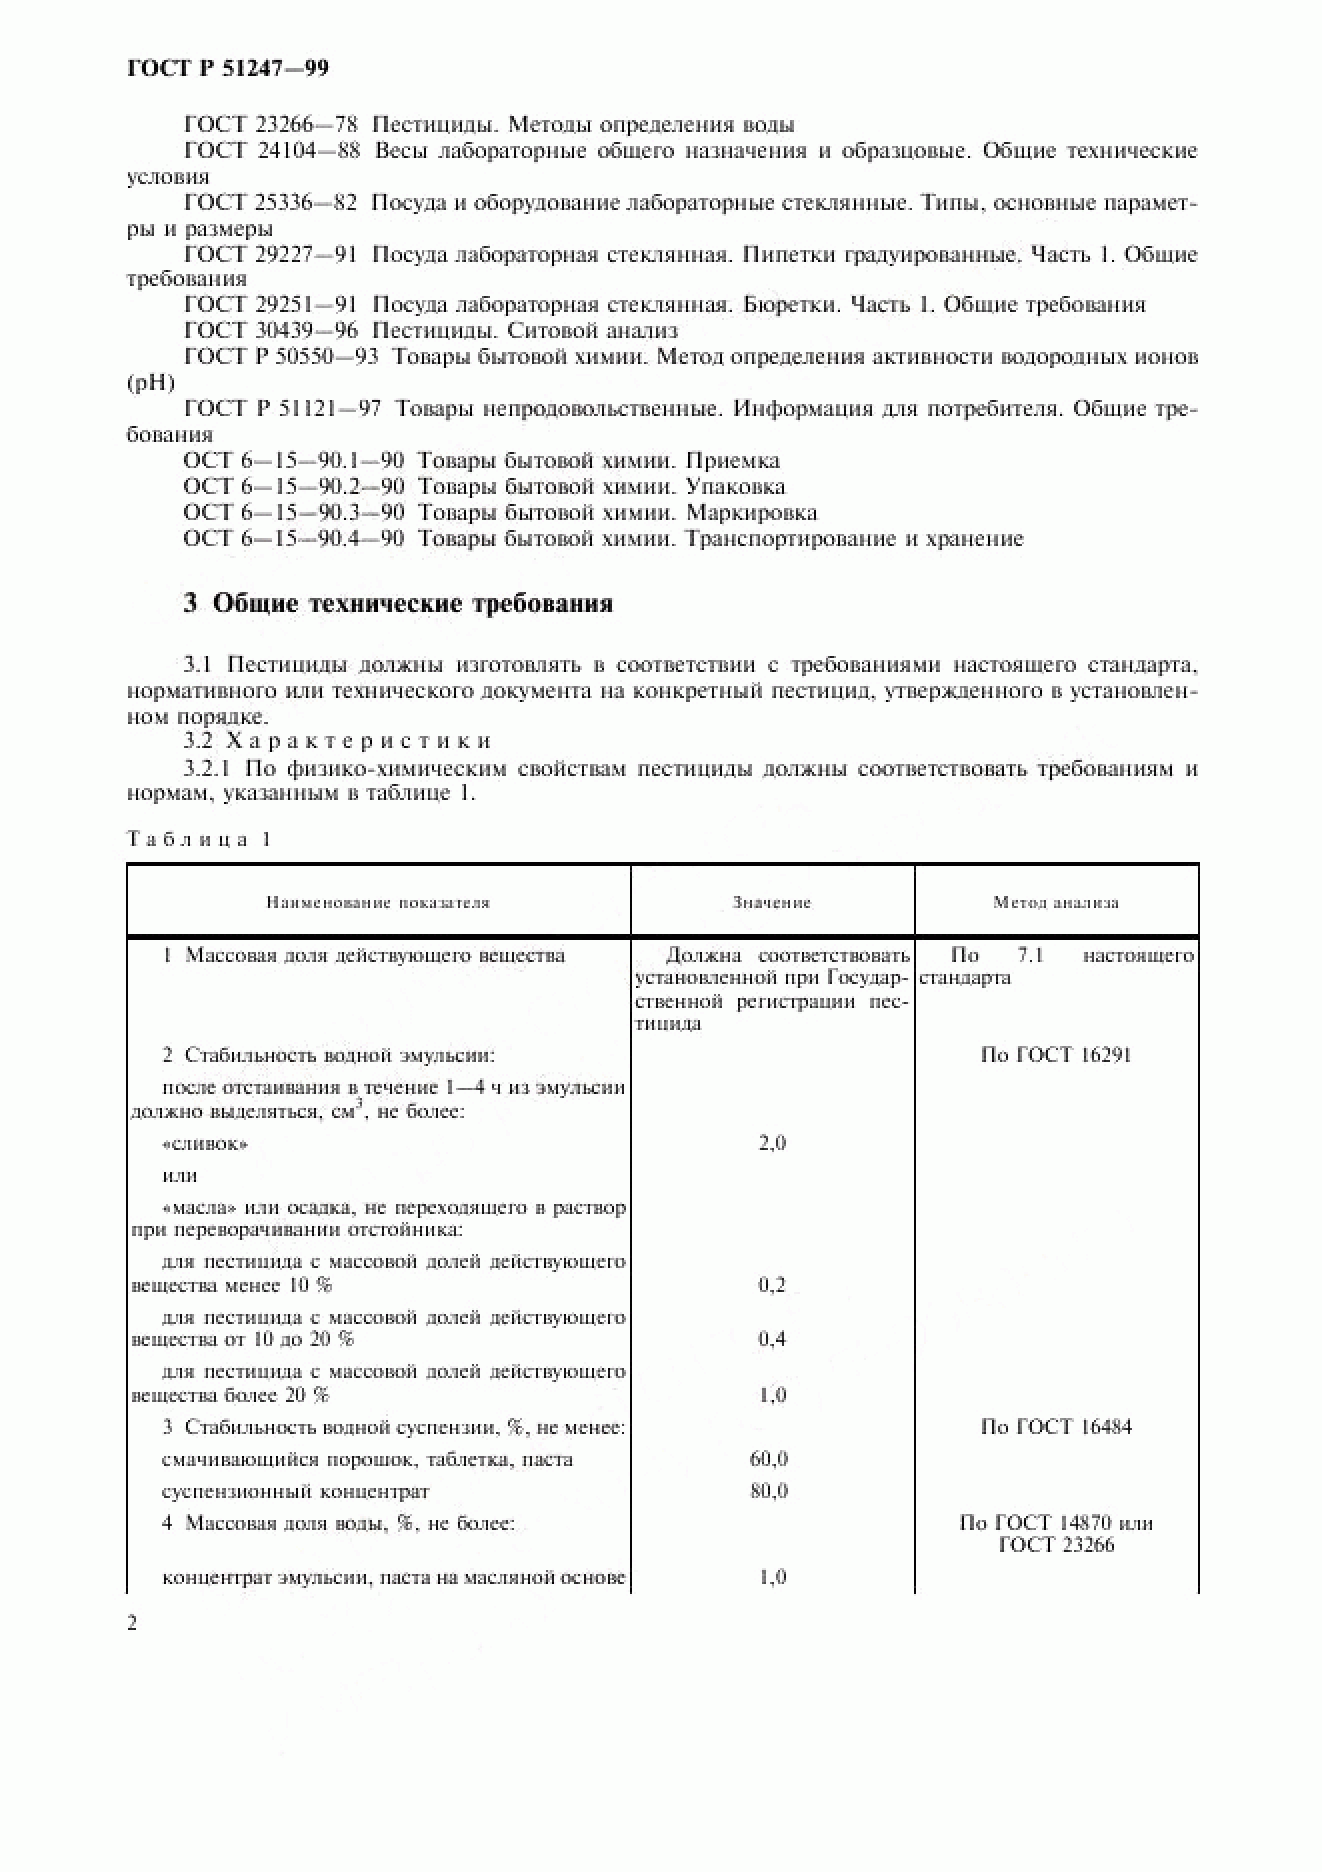 ГОСТ Р 51247—99
ГОСТ 23266—78 Пестициды. Методы определения воды
ГОСТ 24104—88 Весы лабораторные общего назначения и образцовые. Общие технические
условия
ГОСТ 25336—82 Посуда и оборудование лабораторные стеклянные. Типы, основные парамет-
ры и размеры
ГОСТ 29227—91 Посуда лабораторная стеклянная. Пипетки градуированные. Часть 1. Общие
требования
ГОСТ 29251—91 Посуда лабораторная стеклянная. Бюретки. Часть 1. Общие требования
ГОСТ 30439—96 Пестициды. Ситовой анализ
ГОСТ Р 50550—93 Товары бытовой химии. Метод определения активности водородных ионов
(рН)
ГОСТ Р 51121—97 Товары непродовольственные. Информация для потребителя. Общие тре-
бования
ОСТ 6—15—90.1—90 Товары бытовой химии. Приемка
ОСТ 6—15—90.2—90 Товары бытовой химии. Упаковка
ОСТ 6—15—90.3—90 Товары бытовой химии. Маркировка
ОСТ 6—15—90.4—90 Товары бытовой химии. Транспортирование и хранение
3 Общие технические требования
3.1 Пестициды должны изготовлять в соответствии с требованиями настоящего стандарта,
нормативного или технического документа на конкретный пестицид, утвержденного в установлен-
ном порядке.
3.2 Характеристики
3.2.1 По физико-химическим свойствам пестициды должны соответствовать требованиям и
нормам, указанным в таблице 1.
Таблица 1
Наименование показателя Значение Метод анализа
1 Массовая доля действующего вещества Должна соответствовать По 7.1 настоящего
установленной при Государ- стандарта
ственной регистрации пес-
тицида
2 Стабильность водной эмульсии: По ГОСТ 16291
после отстаивания в течение 1—4 ч из эмульсии
должно выделяться, см³, не более:
«сливок» 2,0
или
«масла» или осадка, не переходящего в раствор
при переворачивании отстойника:
для пестицида с массовой долей действующего
вещества менее 10 % 0,2
для пестицида с массовой долей действующего
вещества от 10 до 20 % 0,4
для пестицида с массовой долей действующего
вещества более 20 % 1,0
3 Стабильность водной суспензии, %, не менее: По ГОСТ 16484
смачивающийся порошок, таблетка, паста 60,0
суспензионный концентрат 80,0
4 Массовая доля воды, %, не более: По ГОСТ 14870 или
ГОСТ 23266
концентрат эмульсии, паста на масляной основе 1,0
2